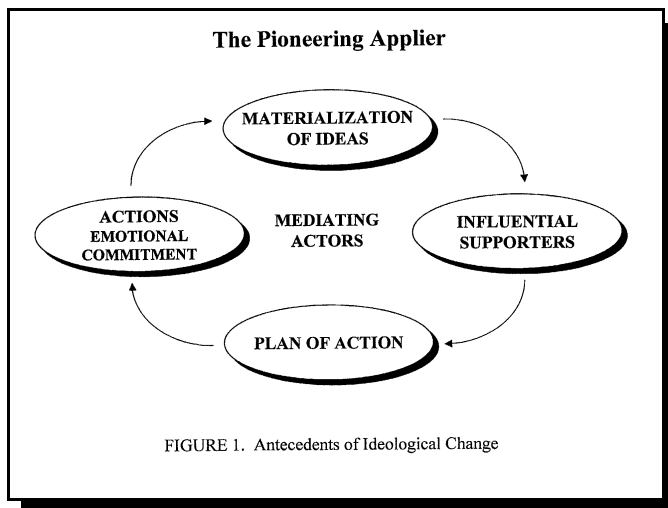 The Pioneering Applier
MATERIALIZATION
OF IDEAS
ACTIONS
EMOTIONAL
COMMITMENT
MEDIATING
ACTORS
INFLUENTIAL
SUPPORTERS
PLAN OF ACTION
FIGURE 1. Antecedents of Ideological Change